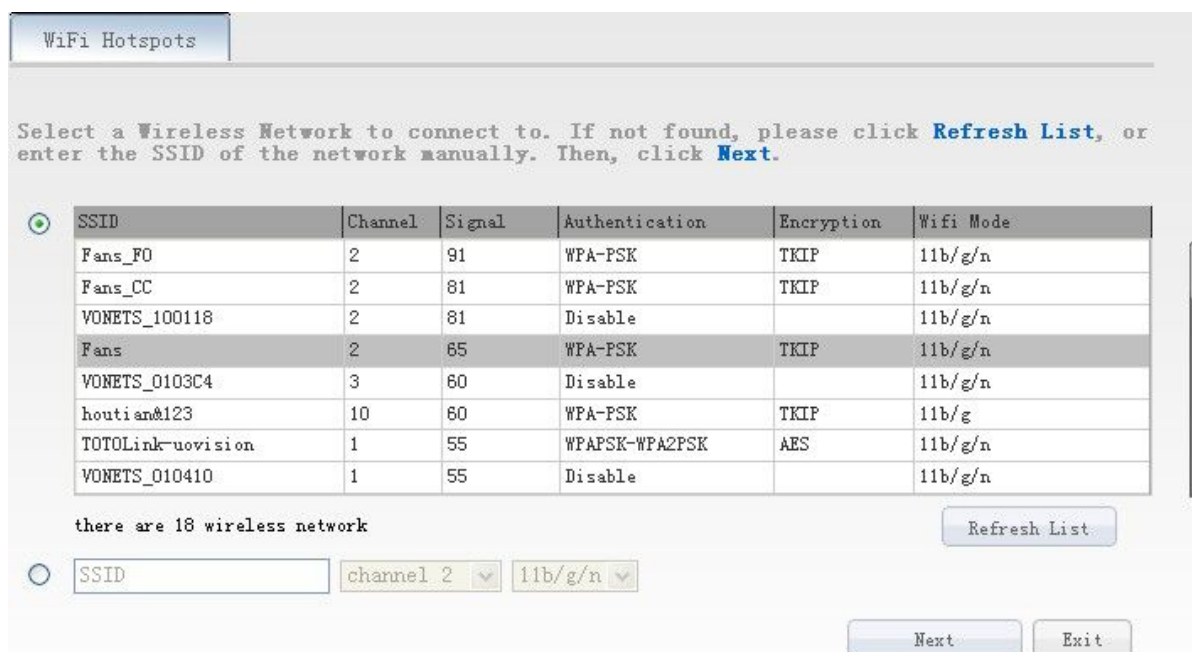 WiFi Hotspots
Select a Wireless Network to connect to. If not found, please click Refresh List, or
enter the SSID of the network manually. Then, click Next.
SSID Channel Signal Authentication Encryption Wifi Mode
Fans_F0 2 91 WPA-PSK TKIP 11b/g/n
Fans_CC 2 81 WPA-PSK TKIP 11b/g/n
VONETS_100118 2 81 Disable 11b/g/n
Fans 2 65 WPA-PSK TKIP 11b/g/n
VONETS_0103C4 3 60 Disable 11b/g/n
houtian&123 10 60 WPA-PSK TKIP 11b/g
TOTOLink-uovision 1 55 WPAPSK-WPA2PSK AES 11b/g/n
VONETS_010410 1 55 Disable 11b/g/n
there are 18 wireless network
Refresh List
SSID channel 2 11b/g/n
Next Exit